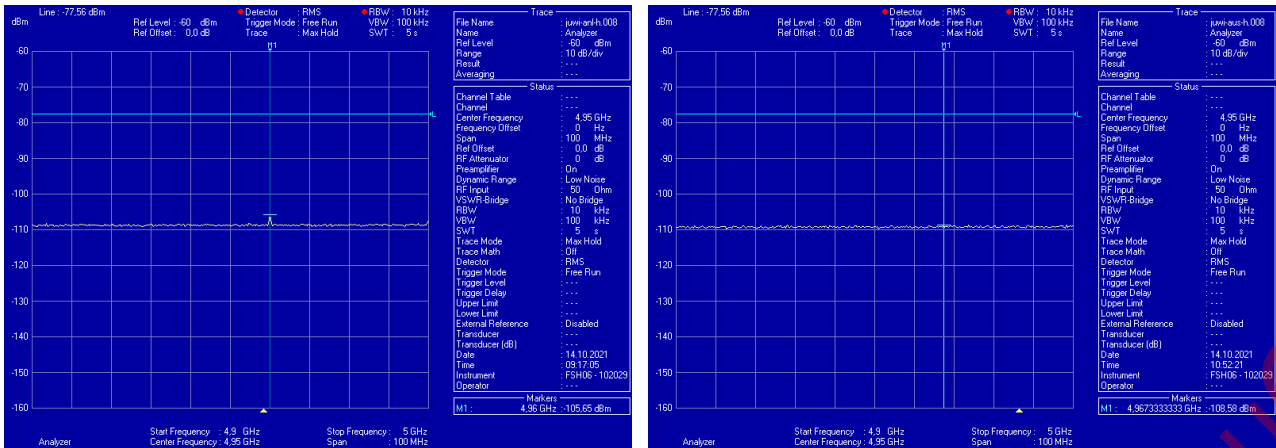 Line : -77,56 dBm
Detector : RMS
RBW : 10 kHz
dBm
Ref Level : -60 dBm
Trigger Mode : Free Run
VBW : 100 kHz
Ref Offset : 0,0 dB
Trace : Max Hold
SWT : 5 s
M1
-60
-70
-80
-90
-100
-110
-120
-130
-140
-150
-160
L
Start Frequency : 4,9 GHz
Stop Frequency : 5 GHz
Analyzer
Center Frequency : 4,95 GHz
Span : 100 MHz
Trace
File Name : juwi-anl-h.008
Name : Analyzer
Ref Level : -60 dBm
Range : 10 dB/div
Result : ---
Averaging : ---
Status
Channel Table : ---
Channel : ---
Center Frequency : 4,95 GHz
Frequency Offset : 0 Hz
Span : 100 MHz
Ref Offset : 0,0 dB
RF Attenuator : 0 dB
Preamplifier : On
Dynamic Range : Low Noise
RF Input : 50 Ohm
VSWR-Bridge : No Bridge
RBW : 10 kHz
VBW : 100 kHz
SWT : 5 s
Trace Mode : Max Hold
Trace Math : Off
Detector : RMS
Trigger Mode : Free Run
Trigger Level : ---
Trigger Delay : ---
Upper Limit : ---
Lower Limit : ---
External Reference : Disabled
Transducer : ---
Transducer (dB) : ---
Date : 14.10.2021
Time : 09:17:05
Instrument : FSH06 - 102029
Operator : ---
Markers
M1 : 4,96 GHz :-105,65 dBm
Line : -77,56 dBm
Detector : RMS
RBW : 10 kHz
dBm
Ref Level : -60 dBm
Trigger Mode : Free Run
VBW : 100 kHz
Ref Offset : 0,0 dB
Trace : Max Hold
SWT : 5 s
M1
-60
-70
-80
-90
-100
-110
-120
-130
-140
-150
-160
L
Start Frequency : 4,9 GHz
Stop Frequency : 5 GHz
Analyzer
Center Frequency : 4,95 GHz
Span : 100 MHz
Trace
File Name : juwi-aus-h.008
Name : Analyzer
Ref Level : -60 dBm
Range : 10 dB/div
Result : ---
Averaging : ---
Status
Channel Table : ---
Channel : ---
Center Frequency : 4,95 GHz
Frequency Offset : 0 Hz
Span : 100 MHz
Ref Offset : 0,0 dB
RF Attenuator : 0 dB
Preamplifier : On
Dynamic Range : Low Noise
RF Input : 50 Ohm
VSWR-Bridge : No Bridge
RBW : 10 kHz
VBW : 100 kHz
SWT : 5 s
Trace Mode : Max Hold
Trace Math : Off
Detector : RMS
Trigger Mode : Free Run
Trigger Level : ---
Trigger Delay : ---
Upper Limit : ---
Lower Limit : ---
External Reference : Disabled
Transducer : ---
Transducer (dB) : ---
Date : 14.10.2021
Time : 10:52:21
Instrument : FSH06 - 102029
Operator : ---
Markers
M1 : 4,9673333333 GHz :-108,58 dBm